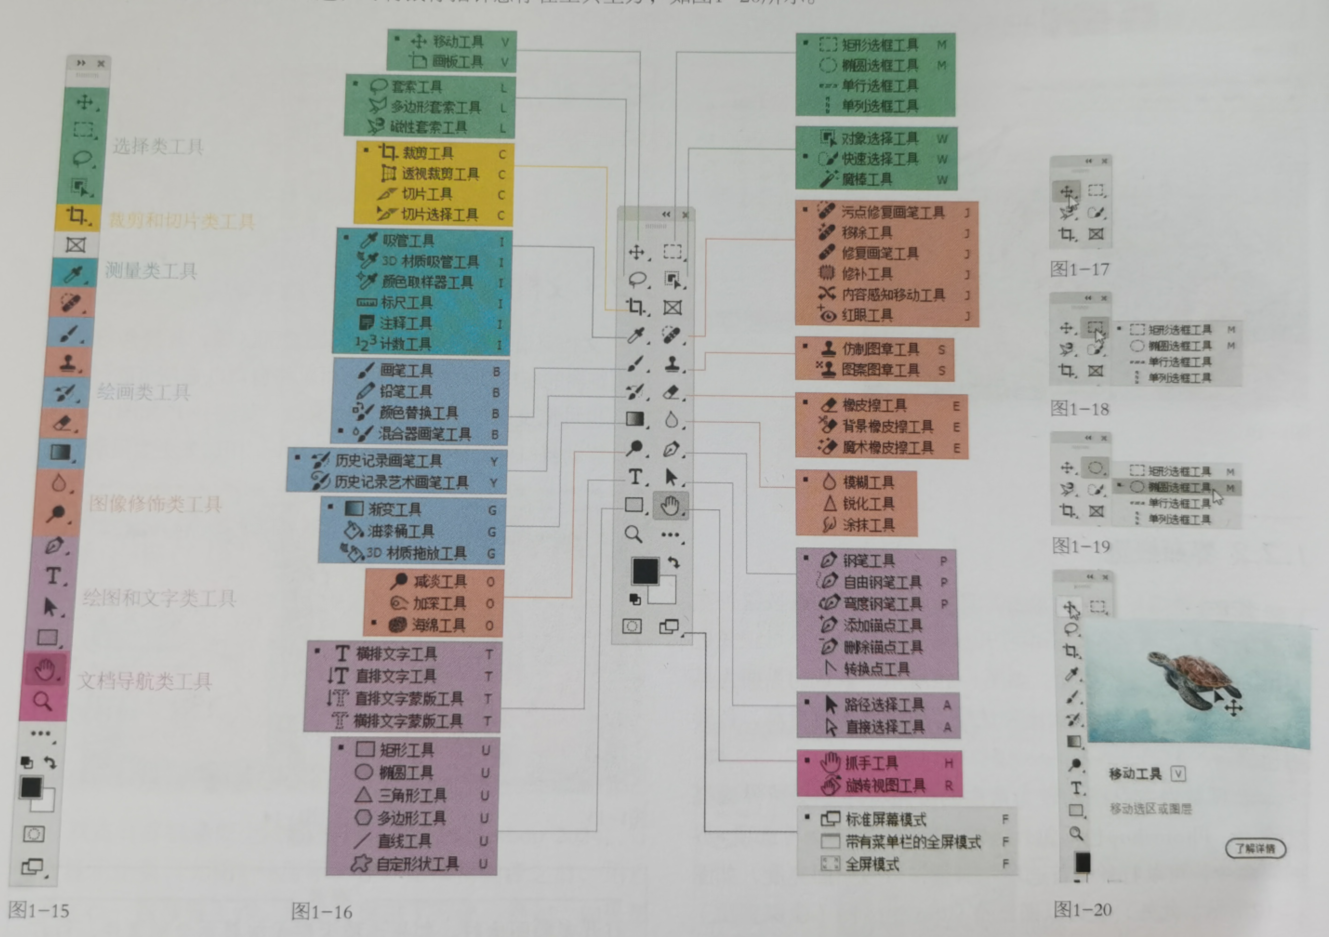 选择类工具
裁剪和切片类工具
测量类工具
绘画类工具
图像修饰类工具
绘图和文字类工具
文档导航类工具
图1-15
移动工具 V
画板工具 V
套索工具 L
多边形套索工具 L
磁性套索工具 L
裁剪工具 C
透视裁剪工具 C
切片工具 C
切片选择工具 C
吸管工具 I
3D 材质吸管工具 I
颜色取样器工具 I
标尺工具 I
注释工具 I
123 计数工具 I
画笔工具 B
铅笔工具 B
颜色替换工具 B
混合器画笔工具 B
历史记录画笔工具 Y
历史记录艺术画笔工具 Y
渐变工具 G
油漆桶工具 G
3D 材质拖放工具 G
减淡工具 O
加深工具 O
海绵工具 O
横排文字工具 T
直排文字工具 T
直排文字蒙版工具 T
横排文字蒙版工具 T
矩形工具 U
椭圆工具 U
三角形工具 U
多边形工具 U
直线工具 U
自定形状工具 U
图1-16
矩形选框工具 M
椭圆选框工具 M
单行选框工具
单列选框工具
对象选择工具 W
快速选择工具 W
魔棒工具 W
污点修复画笔工具 J
移除工具 J
修复画笔工具 J
修补工具 J
内容感知移动工具 J
红眼工具 J
仿制图章工具 S
图案图章工具 S
橡皮擦工具 E
背景橡皮擦工具 E
魔术橡皮擦工具 E
模糊工具
锐化工具
涂抹工具
钢笔工具 P
自由钢笔工具 P
弯度钢笔工具 P
添加锚点工具
删除锚点工具
转换点工具
路径选择工具 A
直接选择工具 A
抓手工具 H
旋转视图工具 R
标准屏幕模式 F
带有菜单栏的全屏模式 F
全屏模式 F
图1-17
矩形选框工具 M
椭圆选框工具 M
单行选框工具
单列选框工具
图1-18
矩形选框工具 M
椭圆选框工具 M
单行选框工具
单列选框工具
图1-19
移动工具 V
移动选区或图层
了解详情
图1-20